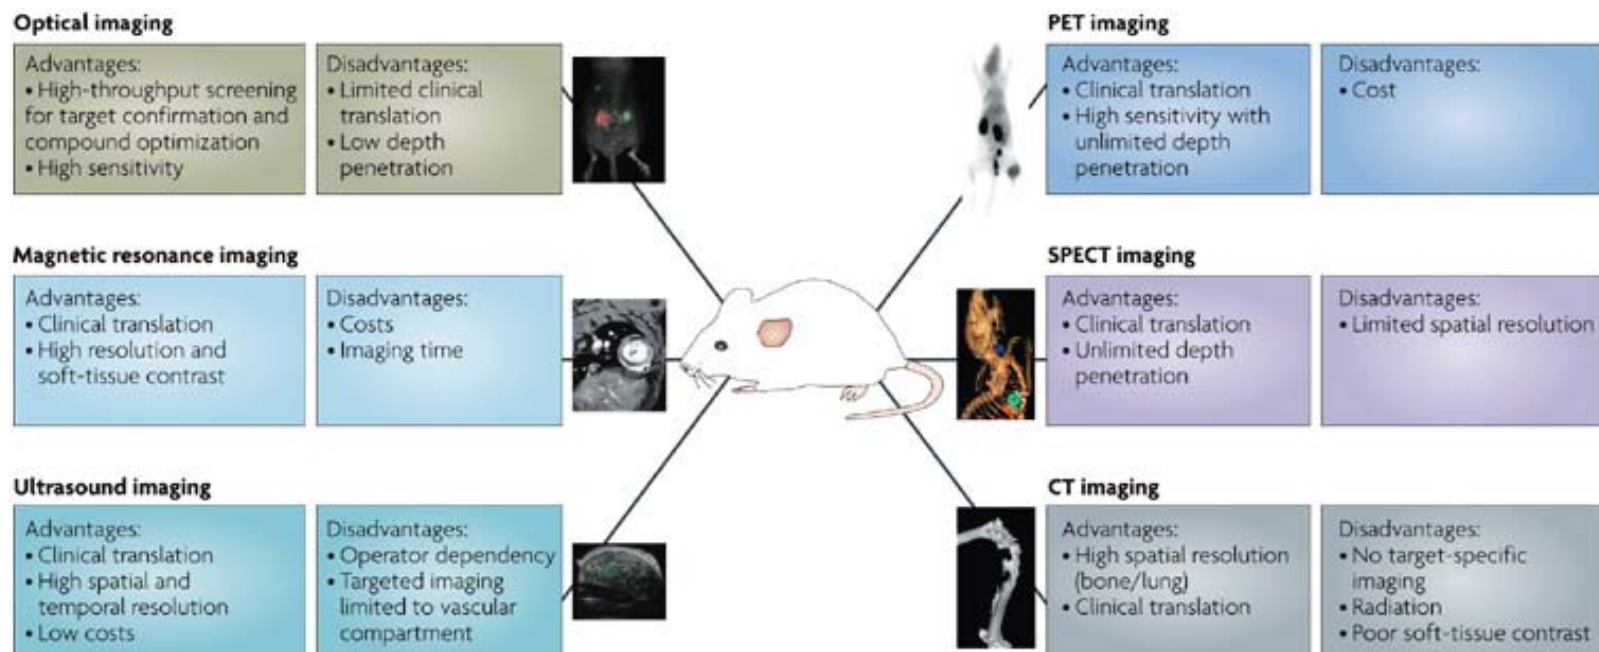 Optical imaging
Advantages:
• High-throughput screening
for target confirmation and
compound optimization
• High sensitivity
Disadvantages:
• Limited clinical
translation
• Low depth
penetration
PET imaging
Advantages:
• Clinical translation
• High sensitivity with
unlimited depth
penetration
Disadvantages:
• Cost
Magnetic resonance imaging
Advantages:
• Clinical translation
• High resolution and
soft-tissue contrast
Disadvantages:
• Costs
• Imaging time
SPECT imaging
Advantages:
• Clinical translation
• Unlimited depth
penetration
Disadvantages:
• Limited spatial resolution
Ultrasound imaging
Advantages:
• Clinical translation
• High spatial and
temporal resolution
• Low costs
Disadvantages:
• Operator dependency
• Targeted imaging
limited to vascular
compartment
CT imaging
Advantages:
• High spatial resolution
(bone/lung)
• Clinical translation
Disadvantages:
• No target-specific
imaging
• Radiation
• Poor soft-tissue contrast